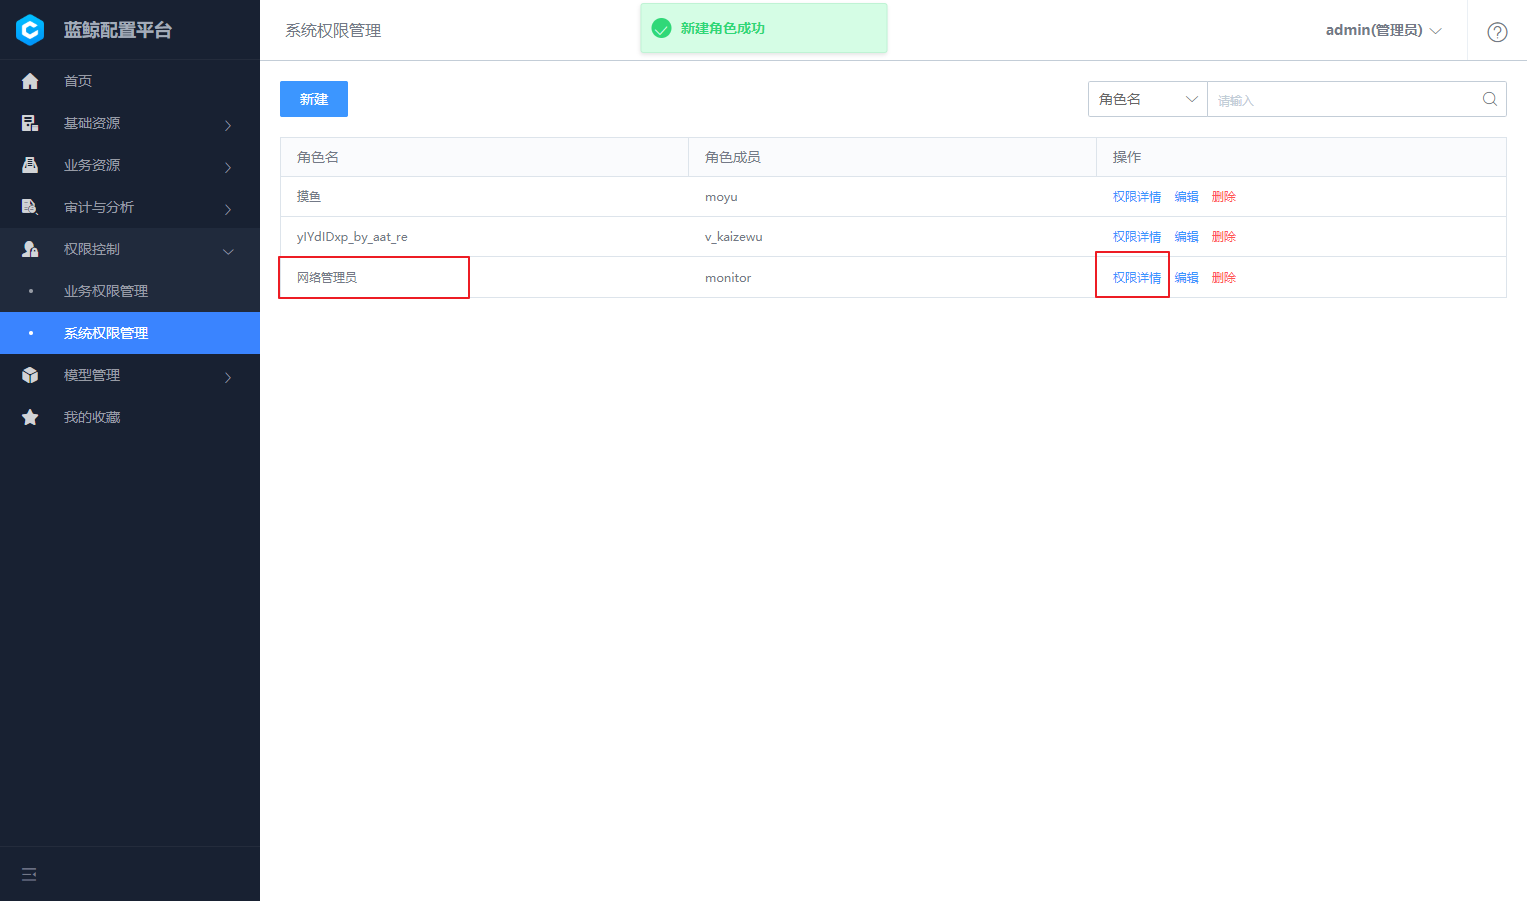 蓝鲸配置平台
系统权限管理
新建角色成功
admin(管理员)
首页
基础资源
业务资源
审计与分析
权限控制
业务权限管理
系统权限管理
模型管理
我的收藏
新建
角色名
请输入
角色名 角色成员 操作
摸鱼 moyu 权限详情 编辑 删除
yIYdIDxp_by_aat_re v_kaizewu 权限详情 编辑 删除
网络管理员 monitor 权限详情 编辑 删除